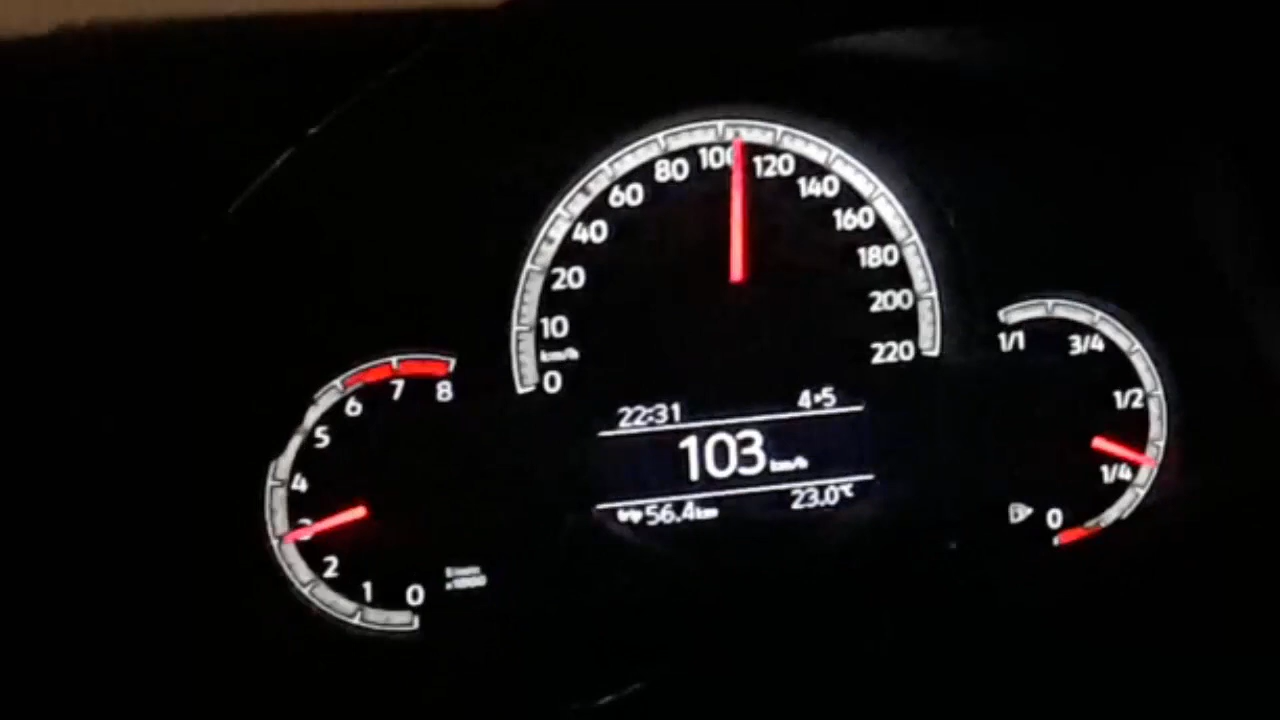 0 10 20 40 60 80 100 120 140 160 180 200 220
km/h
0 1 2 3 4 5 6 7 8
22:31 4▸5
103 km/h
56.4km 23.0°C
1/1 3/4 1/2 1/4 0